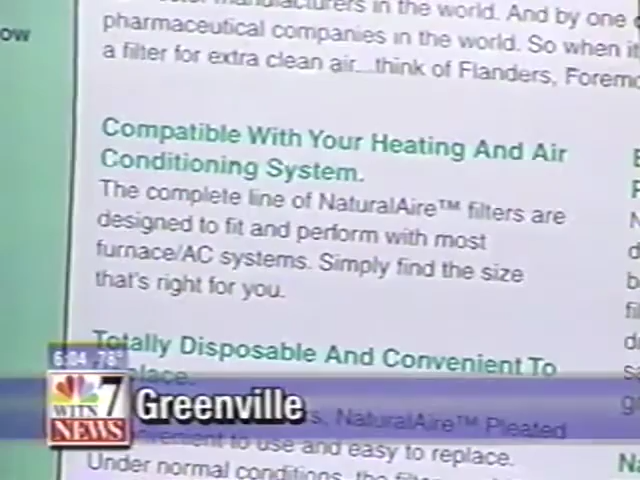 ow
manufacturers in the world. And by one
pharmaceutical companies in the world. So when it
a filter for extra clean air...think of Flanders, Foremo
Compatible With Your Heating And Air
Conditioning System.
The complete line of NaturalAire™ filters are
designed to fit and perform with most
furnace/AC systems. Simply find the size
that's right for you.
Totally Disposable And Convenient To
place.
s, NaturalAire™ Pleated
to use and easy to replace.
Under normal conditions, the
6:04 78°
WITN 7
NEWS
Greenville